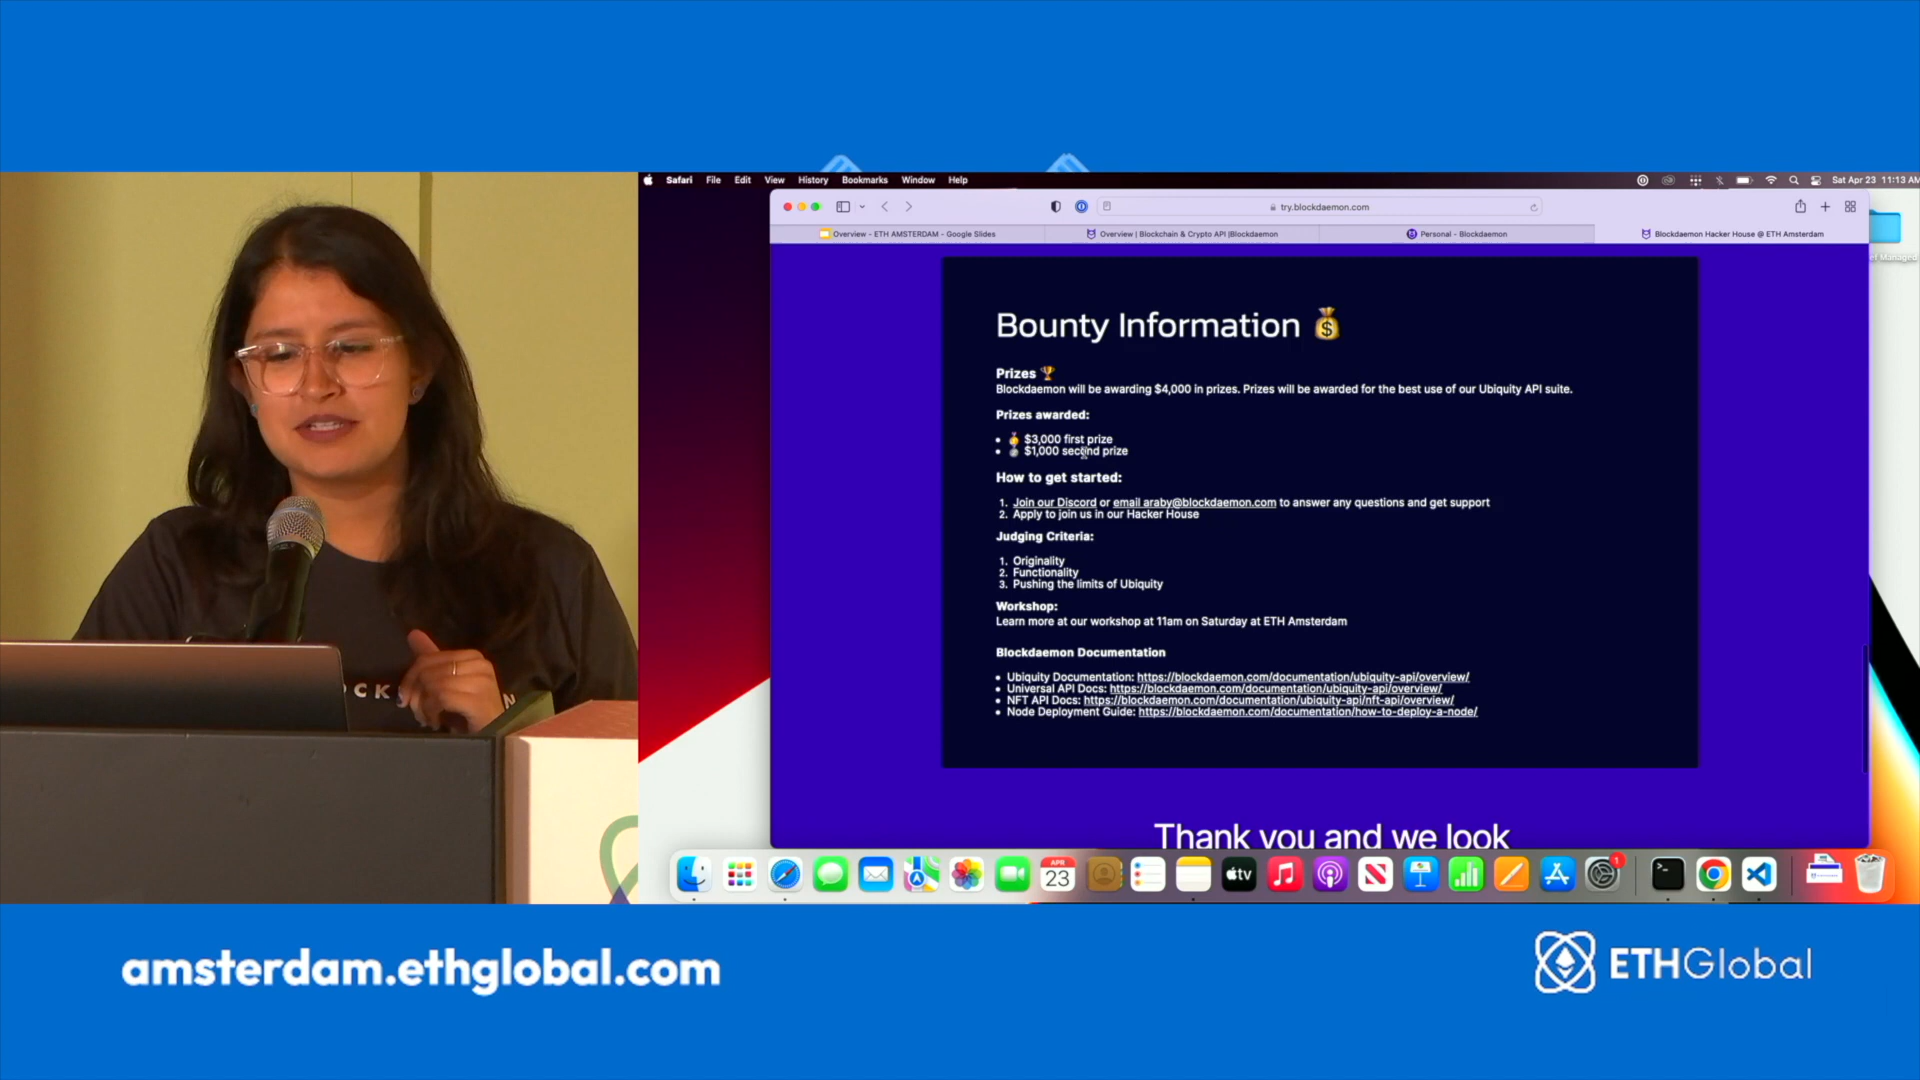 Safari File Edit View History Bookmarks Window Help
Sat Apr 23 11:13 AM
try.blockdaemon.com
Overview - ETH AMSTERDAM - Google Slides
Overview | Blockchain & Crypto API |Blockdaemon
Personal - Blockdaemon
Blockdaemon Hacker House @ ETH Amsterdam
Managed
Bounty Information 💰
Prizes 🏆
Blockdaemon will be awarding $4,000 in prizes. Prizes will be awarded for the best use of our Ubiquity API suite.
Prizes awarded:
• 🥇 $3,000 first prize
• 🥈 $1,000 second prize
How to get started:
1. Join our Discord or email araby@blockdaemon.com to answer any questions and get support
2. Apply to join us in our Hacker House
Judging Criteria:
1. Originality
2. Functionality
3. Pushing the limits of Ubiquity
Workshop:
Learn more at our workshop at 11am on Saturday at ETH Amsterdam
Blockdaemon Documentation
• Ubiquity Documentation: https://blockdaemon.com/documentation/ubiquity-api/overview/
• Universal API Docs: https://blockdaemon.com/documentation/ubiquity-api/overview/
• NFT API Docs: https://blockdaemon.com/documentation/ubiquity-api/nft-api/overview/
• Node Deployment Guide: https://blockdaemon.com/documentation/how-to-deploy-a-node/
Thank you and we look
APR
23
tv
1
amsterdam.ethglobal.com
ETHGlobal